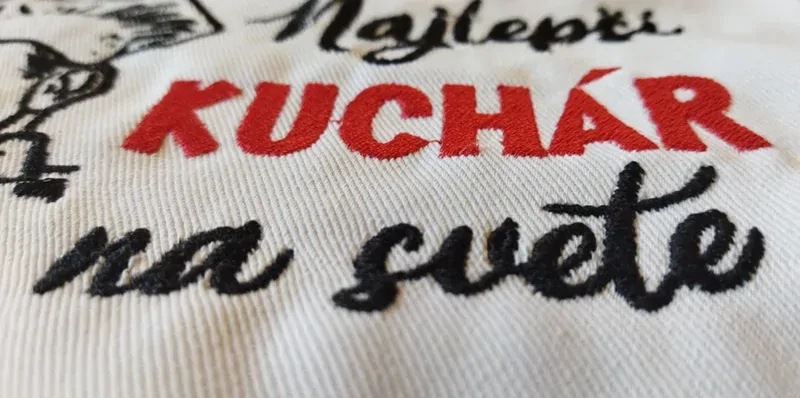 Najlepší
KUCHÁR
na svete